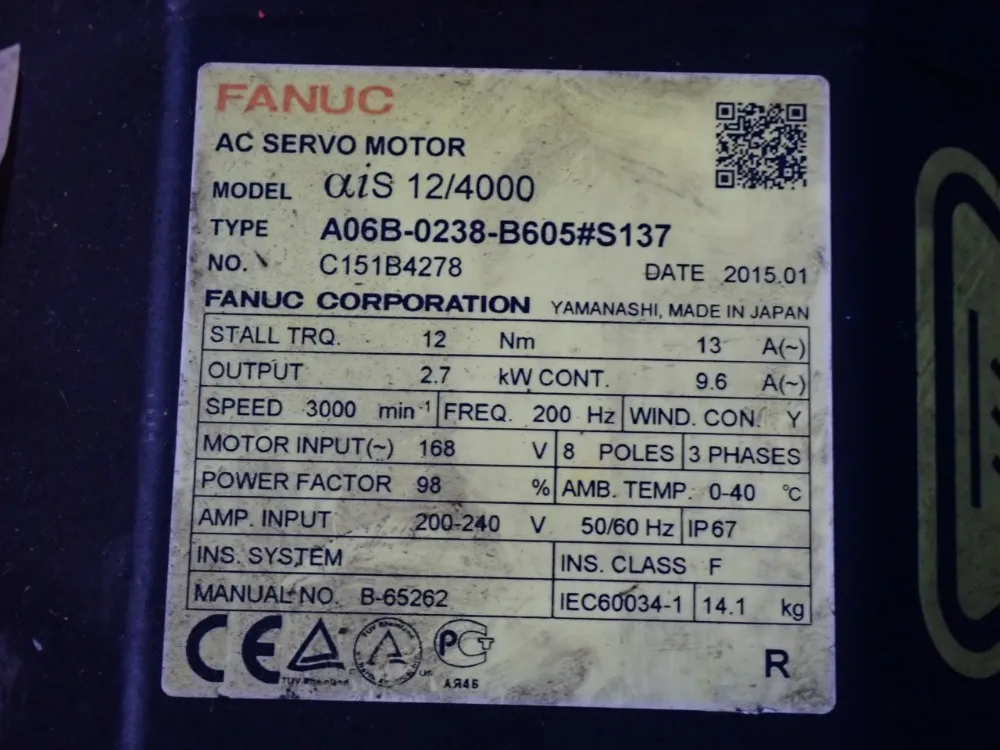 FANUC
AC SERVO MOTOR
MODEL αiS 12/4000
TYPE A06B-0238-B605#S137
NO. C151B4278 DATE 2015.01
FANUC CORPORATION YAMANASHI, MADE IN JAPAN
STALL TRQ. 12 Nm 13 A(~)
OUTPUT 2.7 kW CONT. 9.6 A(~)
SPEED 3000 min-1 FREQ. 200 Hz WIND. CON. Y
MOTOR INPUT(~) 168 V 8 POLES 3 PHASES
POWER FACTOR 98 % AMB. TEMP. 0-40 °C
AMP. INPUT 200-240 V 50/60 Hz IP67
INS. SYSTEM INS. CLASS F
MANUAL NO. B-65262 IEC60034-1 14.1 kg
CE TUV Rheinland US АЯ46 R